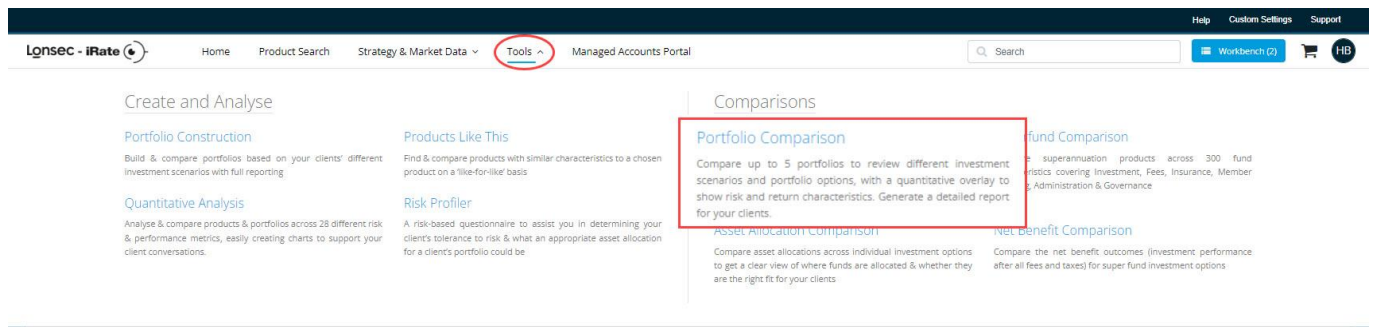 Help Custom Settings Support
Lonsec - iRate
Home Product Search Strategy & Market Data Tools Managed Accounts Portal
Search
Workbench (2)
HB
Create and Analyse
Portfolio Construction
Build & compare portfolios based on your clients' different
investment scenarios with full reporting
Products Like This
Find & compare products with similar characteristics to a chosen
product on a 'like-for-like' basis
Quantitative Analysis
Analyse & compare products & portfolios across 28 different risk
& performance metrics, easily creating charts to support your
client conversations.
Risk Profiler
A risk-based questionnaire to assist you in determining your
client's tolerance to risk & what an appropriate asset allocation
for a client's portfolio could be
Comparisons
Portfolio Comparison
Compare up to 5 portfolios to review different investment
scenarios and portfolio options, with a quantitative overlay to
show risk and return characteristics. Generate a detailed report
for your clients.
Comparison
superannuation products across 300 fund
covering Investment, Fees, Insurance, Member
Administration & Governance
Asset Allocation Comparison
Compare asset allocations across individual investment options
to get a clear view of where funds are allocated & whether they
are the right fit for your clients
Net Benefit Comparison
Compare the net benefit outcomes (investment performance
after all fees and taxes) for super fund investment options